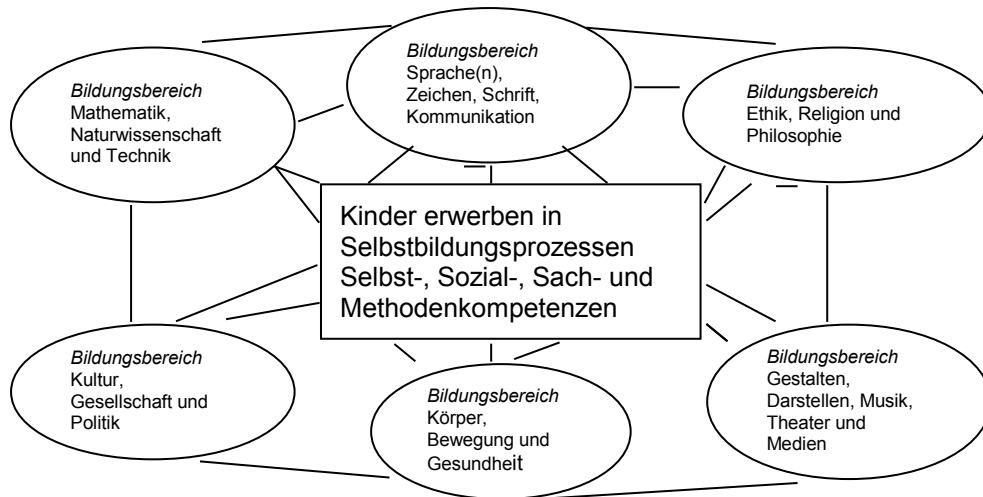 Bildungsbereich
Mathematik,
Naturwissenschaft
und Technik
Bildungsbereich
Sprache(n),
Zeichen, Schrift,
Kommunikation
Bildungsbereich
Ethik, Religion und
Philosophie
Kinder erwerben in
Selbstbildungsprozessen
Selbst-, Sozial-, Sach- und
Methodenkompetenzen
Bildungsbereich
Kultur,
Gesellschaft und
Politik
Bildungsbereich
Körper,
Bewegung und
Gesundheit
Bildungsbereich
Gestalten,
Darstellen, Musik,
Theater und
Medien